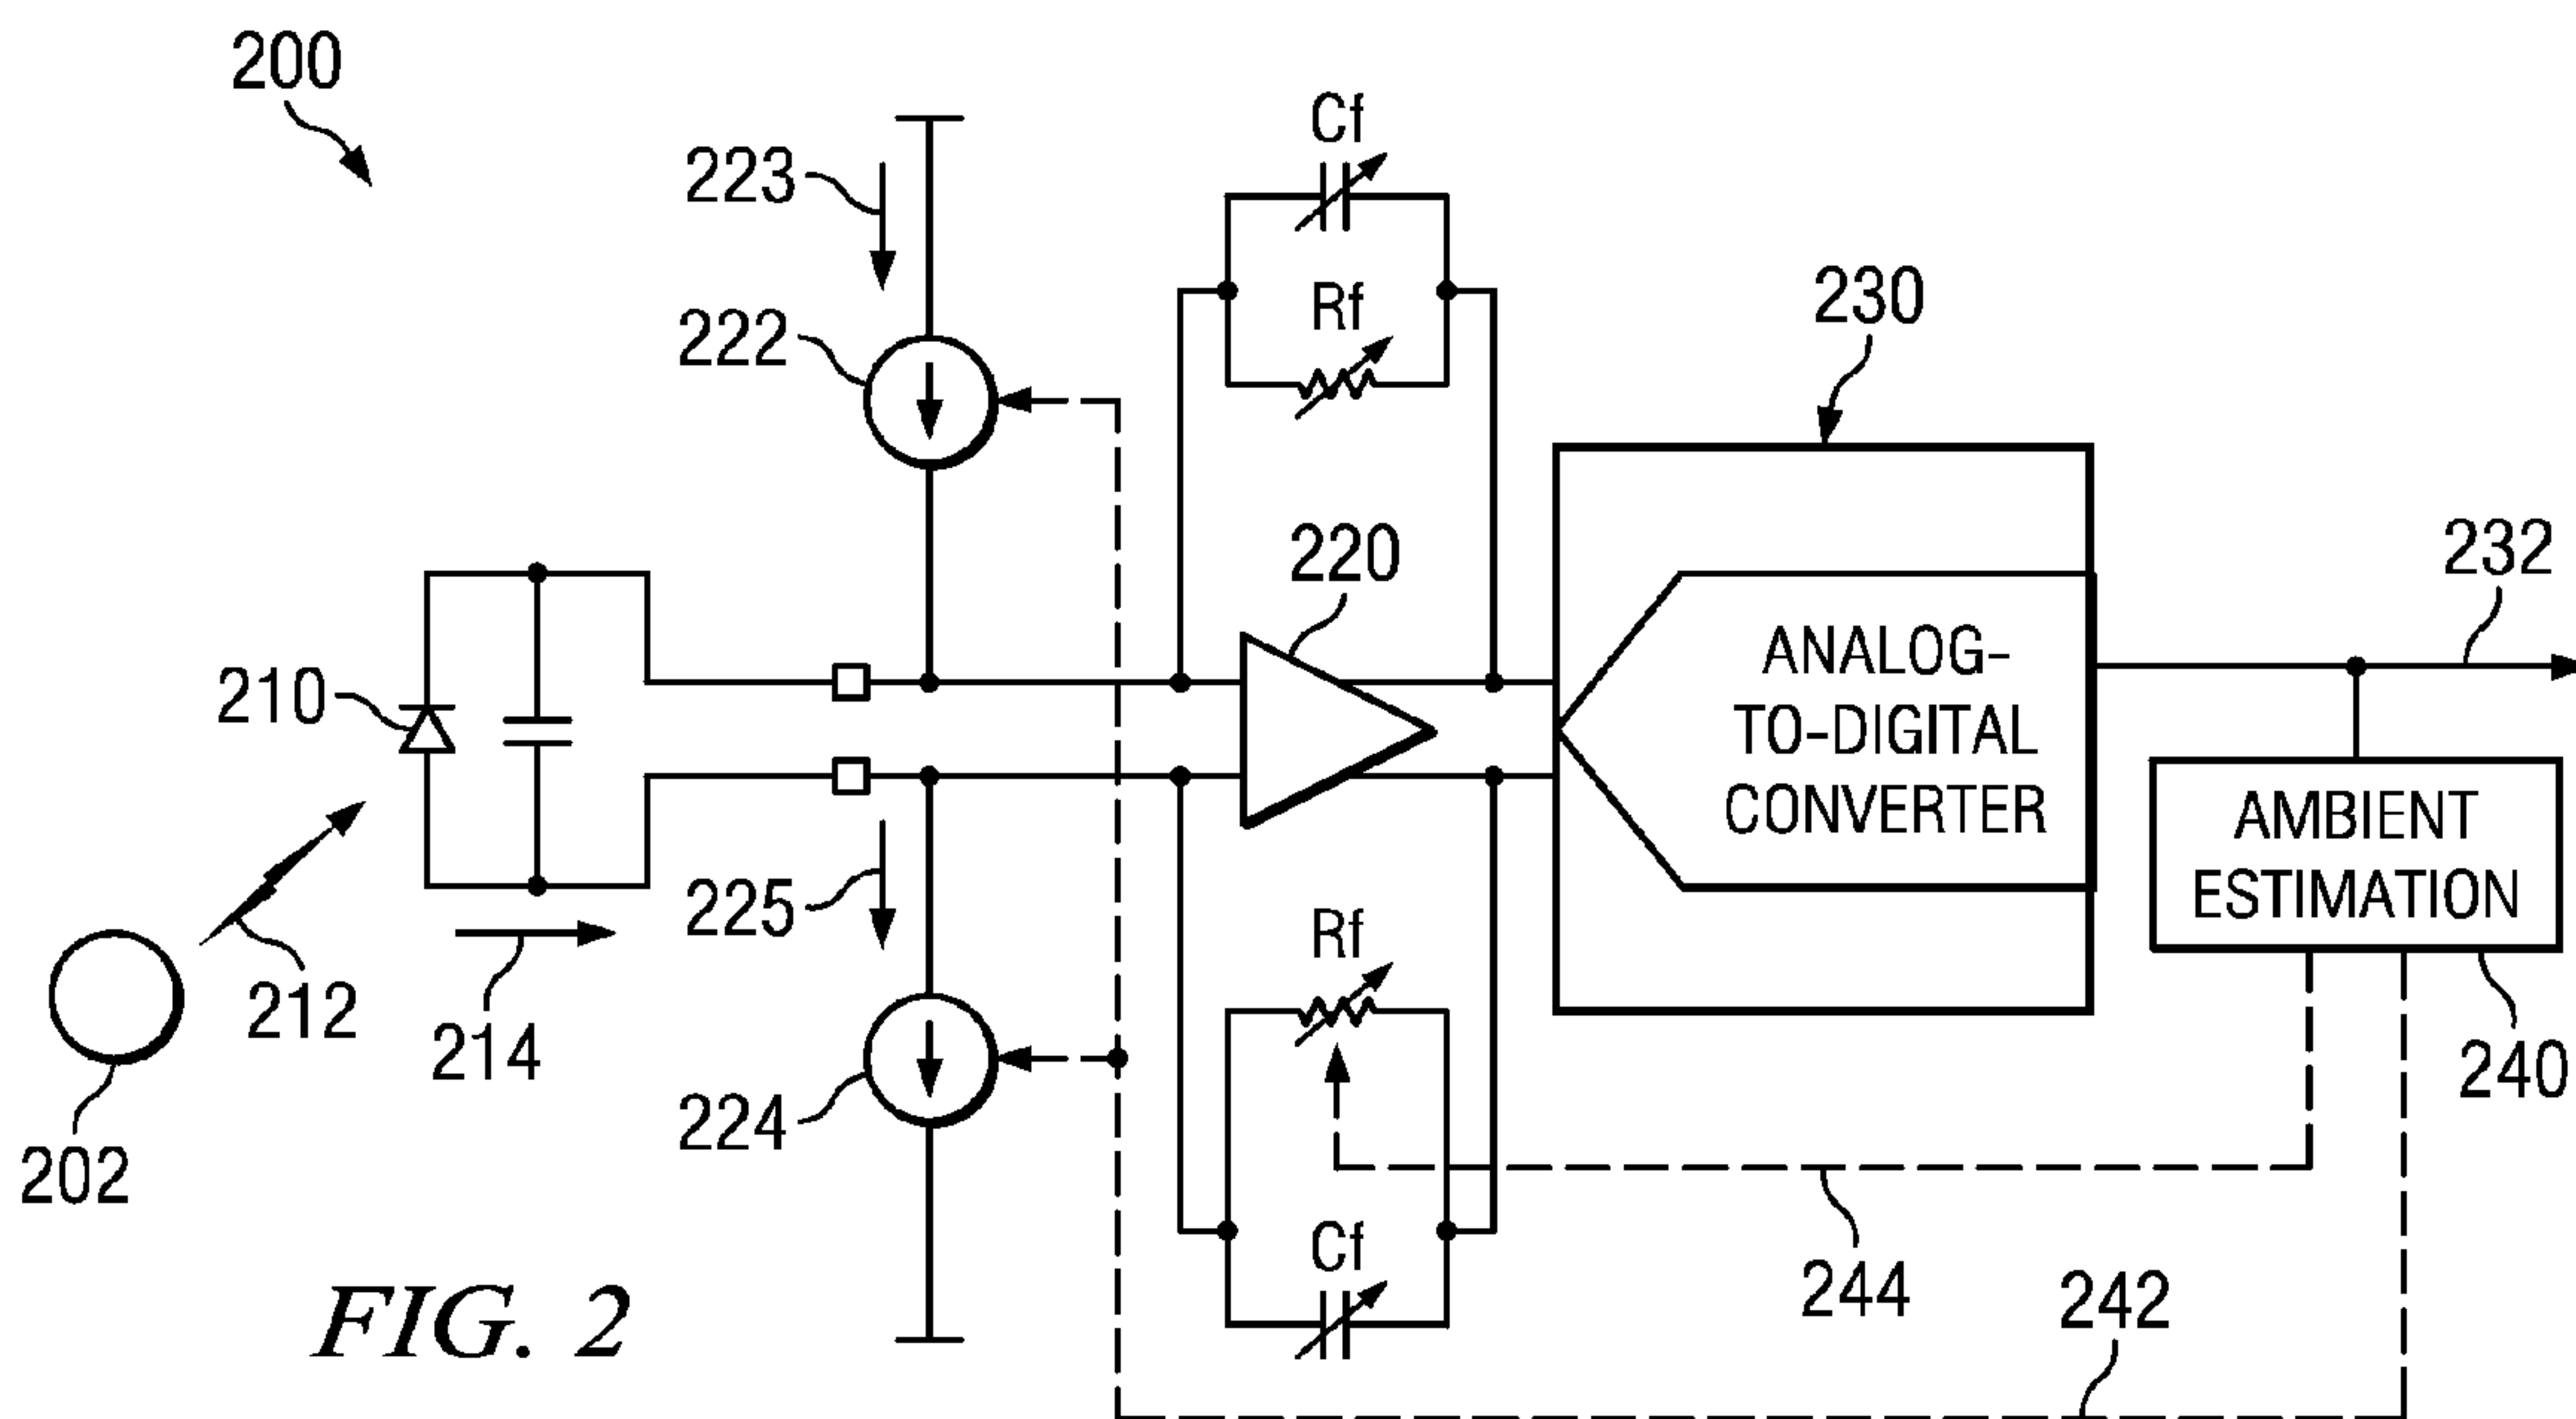 200
223
Cf
222
Rf
230
220
232
210
ANALOG-
TO-DIGITAL
CONVERTER
AMBIENT
ESTIMATION
225
Rf
212
214
240
224
202
Cf
244
242
FIG. 2